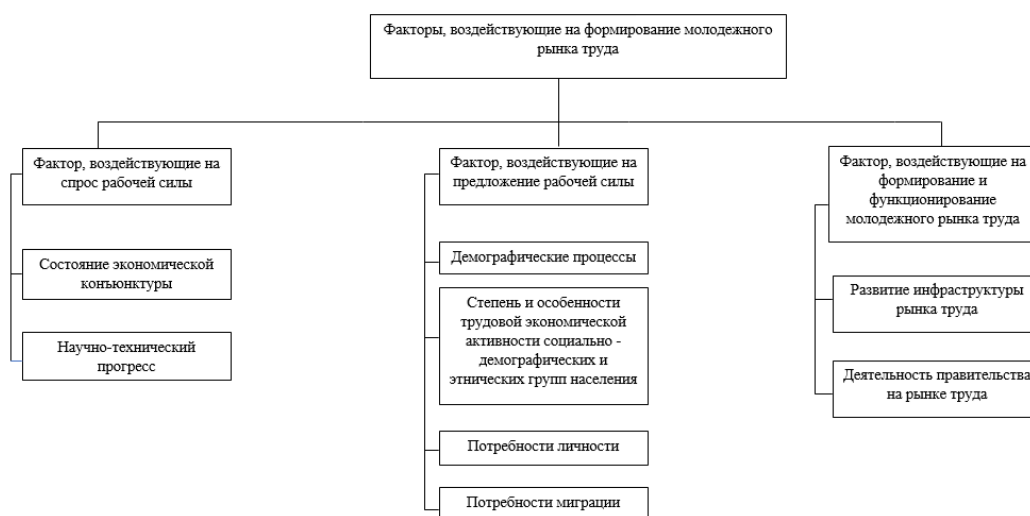 Факторы, воздействующие на формирование молодежного
рынка труда
Фактор, воздействующие на
спрос рабочей силы
Состояние экономической
конъюнктуры
Научно-технический
прогресс
Фактор, воздействующие на
предложение рабочей силы
Демографические процессы
Степень и особенности
трудовой экономической
активности социально -
демографических и
этнических групп населения
Потребности личности
Потребности миграции
Фактор, воздействующие на
формирование и
функционирование
молодежного рынка труда
Развитие инфраструктуры
рынка труда
Деятельность правительства
на рынке труда